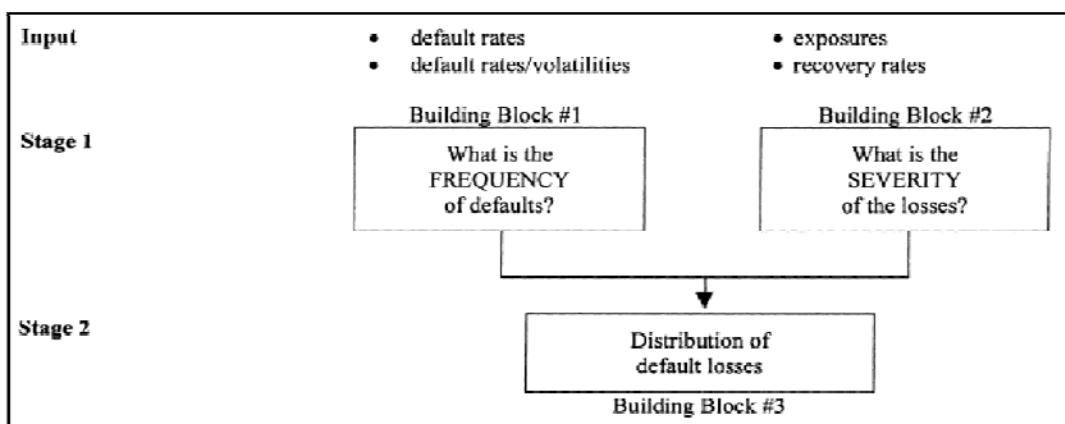 Input
• default rates
• default rates/volatilities
• exposures
• recovery rates
Stage 1
Building Block #1
What is the
FREQUENCY
of defaults?
Building Block #2
What is the
SEVERITY
of the losses?
Stage 2
Distribution of
default losses
Building Block #3